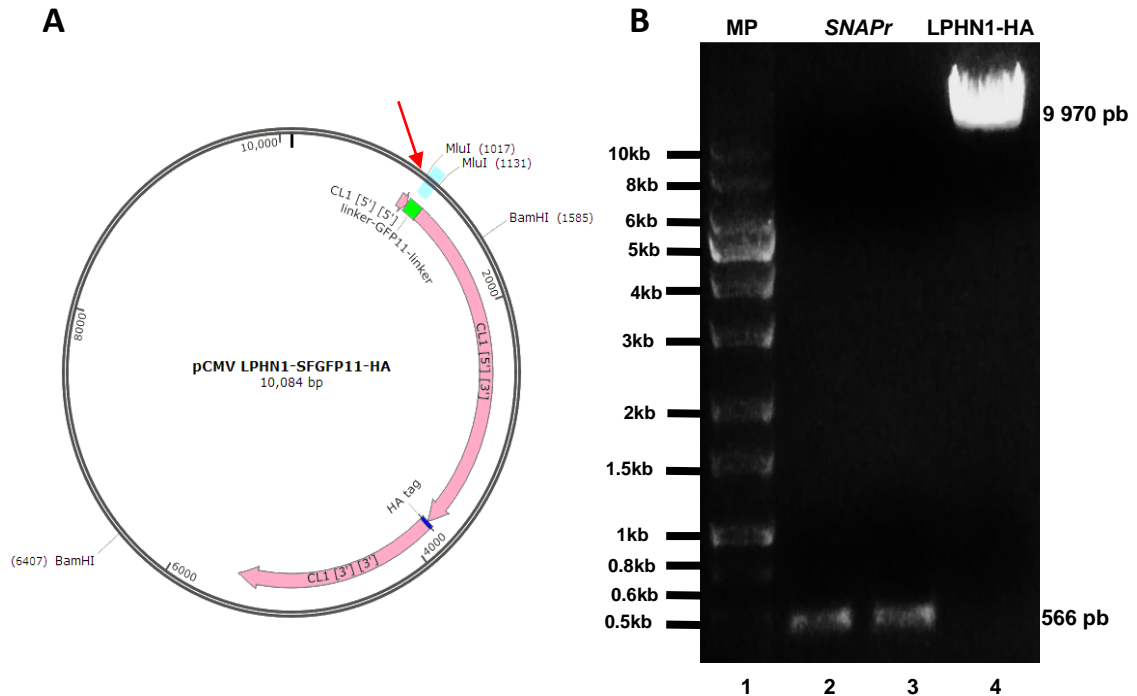 A
10,000
MluI (1017)
MluI (1131)
CL1 [5'] [5']
linker-GFP11-linker
BamHI (1585)
2000
8000
CL1 [5'] [3']
pCMV LPHN1-SFGFP11-HA
10,084 bp
HA tag
4000
(6407) BamHI
6000
CL1 [3'] [3']
B
MP SNAPr LPHN1-HA
9 970 pb
10kb
8kb
6kb
5kb
4kb
3kb
2kb
1.5kb
1kb
0.8kb
0.6kb
0.5kb
566 pb
1 2 3 4